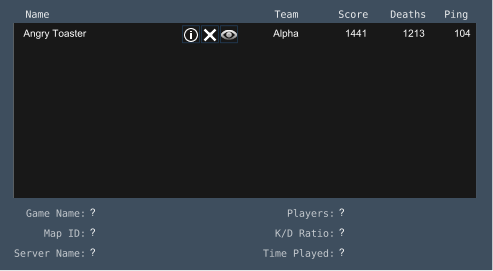 Name Team Score Deaths Ping
Angry Toaster Alpha 1441 1213 104
Game Name: ? Players: ?
Map ID: ? K/D Ratio: ?
Server Name: ? Time Played: ?